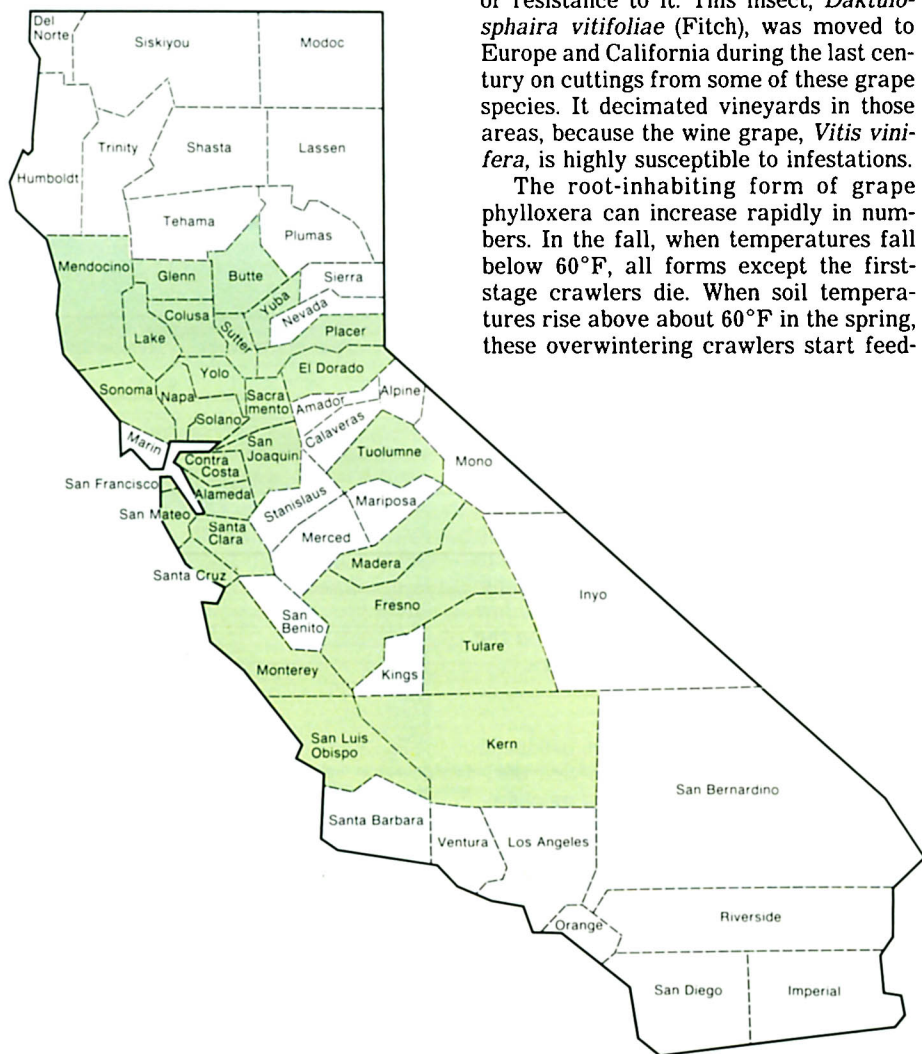 of resistance to it. This insect, Daktulo-
sphaira vitifoliae (Fitch), was moved to
Europe and California during the last cen-
tury on cuttings from some of these grape
species. It decimated vineyards in those
areas, because the wine grape, Vitis vini-
fera, is highly susceptible to infestations.
The root-inhabiting form of grape
phylloxera can increase rapidly in num-
bers. In the fall, when temperatures fall
below 60°F, all forms except the first-
stage crawlers die. When soil tempera-
tures rise above about 60°F in the spring,
these overwintering crawlers start feed-
Del
Norte
Siskiyou
Modoc
Humboldt
Trinity
Shasta
Lassen
Tehama
Plumas
Mendocino
Glenn
Butte
Sierra
Yuba
Nevada
Colusa
Sutter
Placer
Lake
Yolo
El Dorado
Sonoma
Napa
Sacra
mento
Amador
Alpine
Solano
Calaveras
Marin
San
Joaquin
Tuolumne
Mono
Contra
Costa
San Francisco
Alameda
Stanislaus
Mariposa
San Mateo
Santa
Clara
Merced
Madera
Santa Cruz
Inyo
Fresno
San
Benito
Tulare
Monterey
Kings
San Luis
Obispo
Kern
San Bernardino
Santa Barbara
Ventura
Los Angeles
Orange
Riverside
San Diego
Imperial